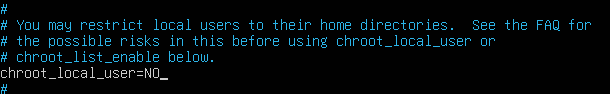 #
# You may restrict local users to their home directories.  See the FAQ for
# the possible risks in this before using chroot_local_user or
# chroot_list_enable below.
chroot_local_user=NO_
#